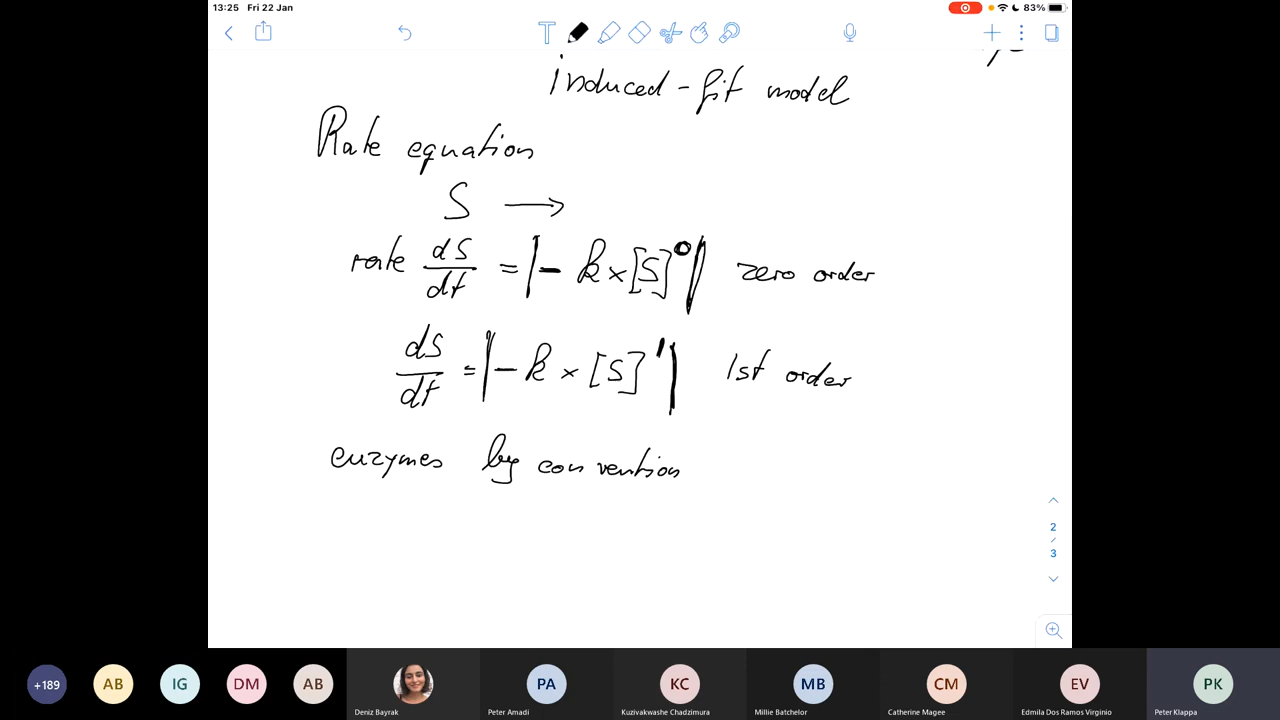 13:25 Fri 22 Jan 83%
T
induced-fit model
Rate equation
S →
rate dS/dt = |- k × [S]⁰| zero order
dS/dt = |- k × [S]¹| 1st order
enzymes by convention
2
/
3
+189 AB IG DM AB PA KC MB CM EV PK
Deniz Bayrak Peter Amadi Kuzivakwashe Chadzimura Millie Batchelor Catherine Magee Edmila Dos Ramos Virginio Peter Klappa